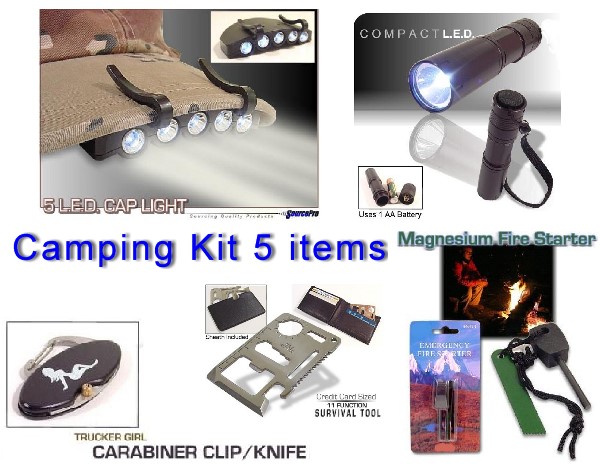 5 L.E.D. CAP LIGHT
Sourcing Quality Products
SourcePro
COMPACT L.E.D.
Uses 1 AA Battery
Camping Kit 5 items
Magnesium Fire Starter
Sheath Included
Credit Card Sized
11 FUNCTION
SURVIVAL TOOL
EMERGENCY
FIRE STARTER
TRUCKER GIRL
CARABINER CLIP/KNIFE